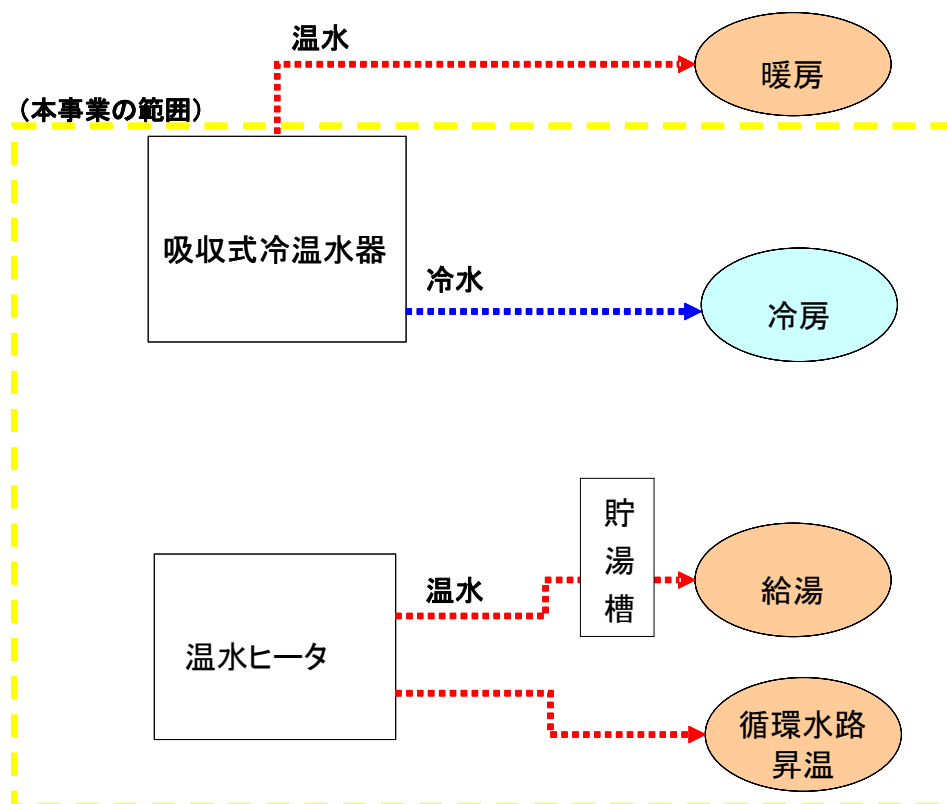 温水
暖房
(本事業の範囲)
吸収式冷温水器
冷水
冷房
貯
湯
槽
温水
給湯
温水ヒータ
循環水路
昇温